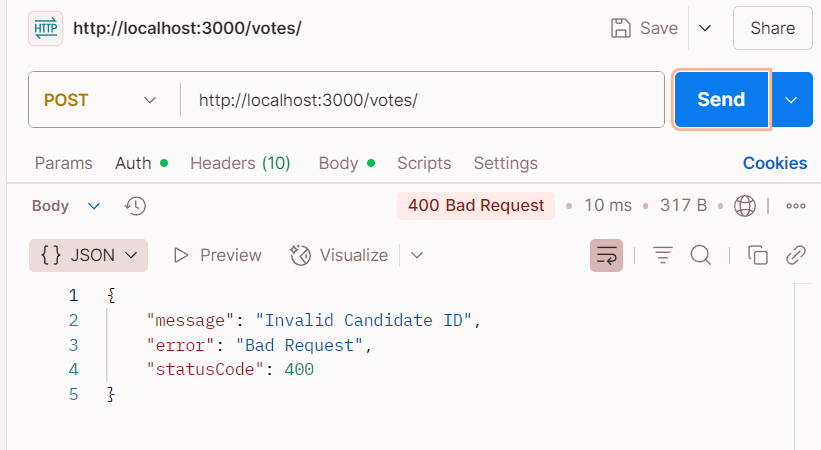 HTTP http://localhost:3000/votes/ Save Share
POST http://localhost:3000/votes/ Send
Params Auth Headers (10) Body Scripts Settings Cookies
Body 400 Bad Request 10 ms 317 B
{} JSON Preview Visualize
1 {
2 "message": "Invalid Candidate ID",
3 "error": "Bad Request",
4 "statusCode": 400
5 }